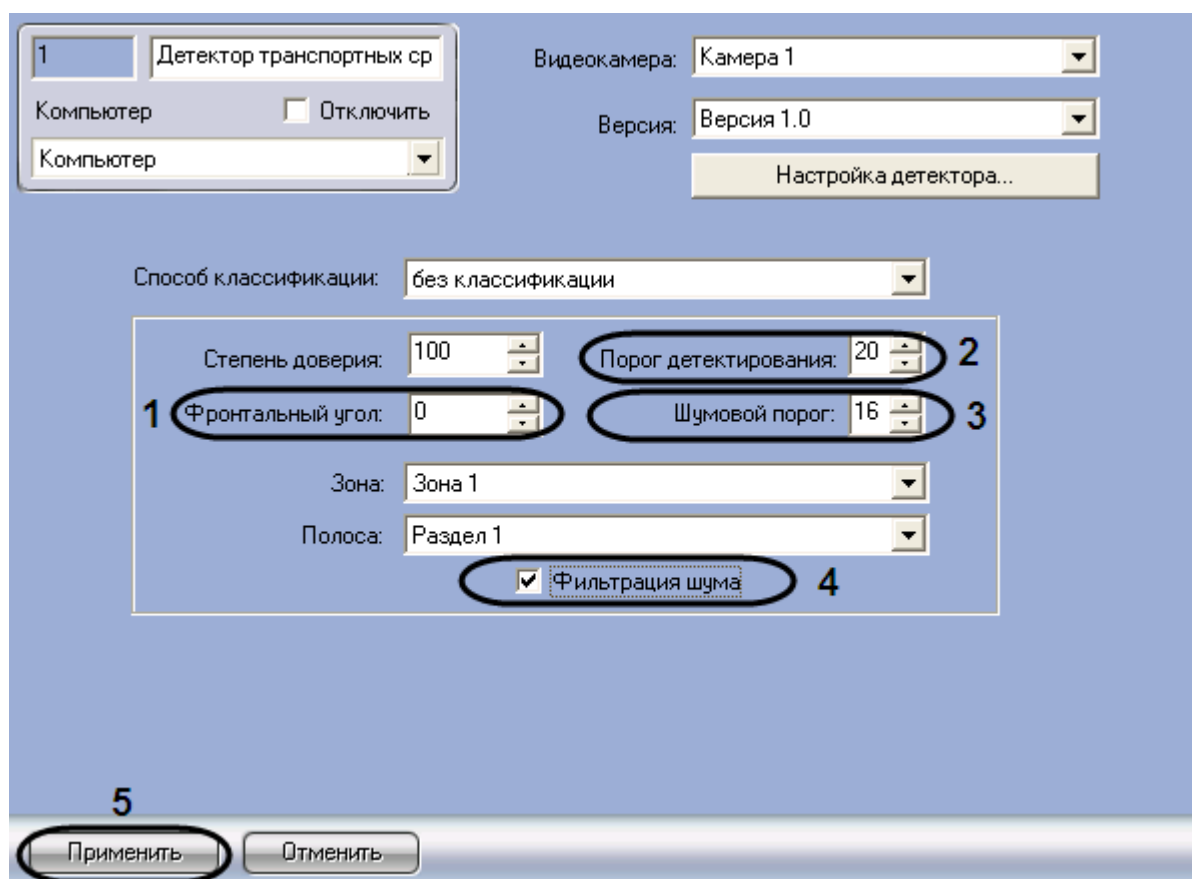 1 Детектор транспортных ср
Видеокамера: Камера 1
Компьютер Отключить
Версия: Версия 1.0
Компьютер
Настройка детектора...
Способ классификации: без классификации
Степень доверия: 100 Порог детектирования: 20 2
1 Фронтальный угол: 0 Шумовой порог: 16 3
Зона: Зона 1
Полоса: Раздел 1
Фильтрация шума 4
5
Применить Отменить